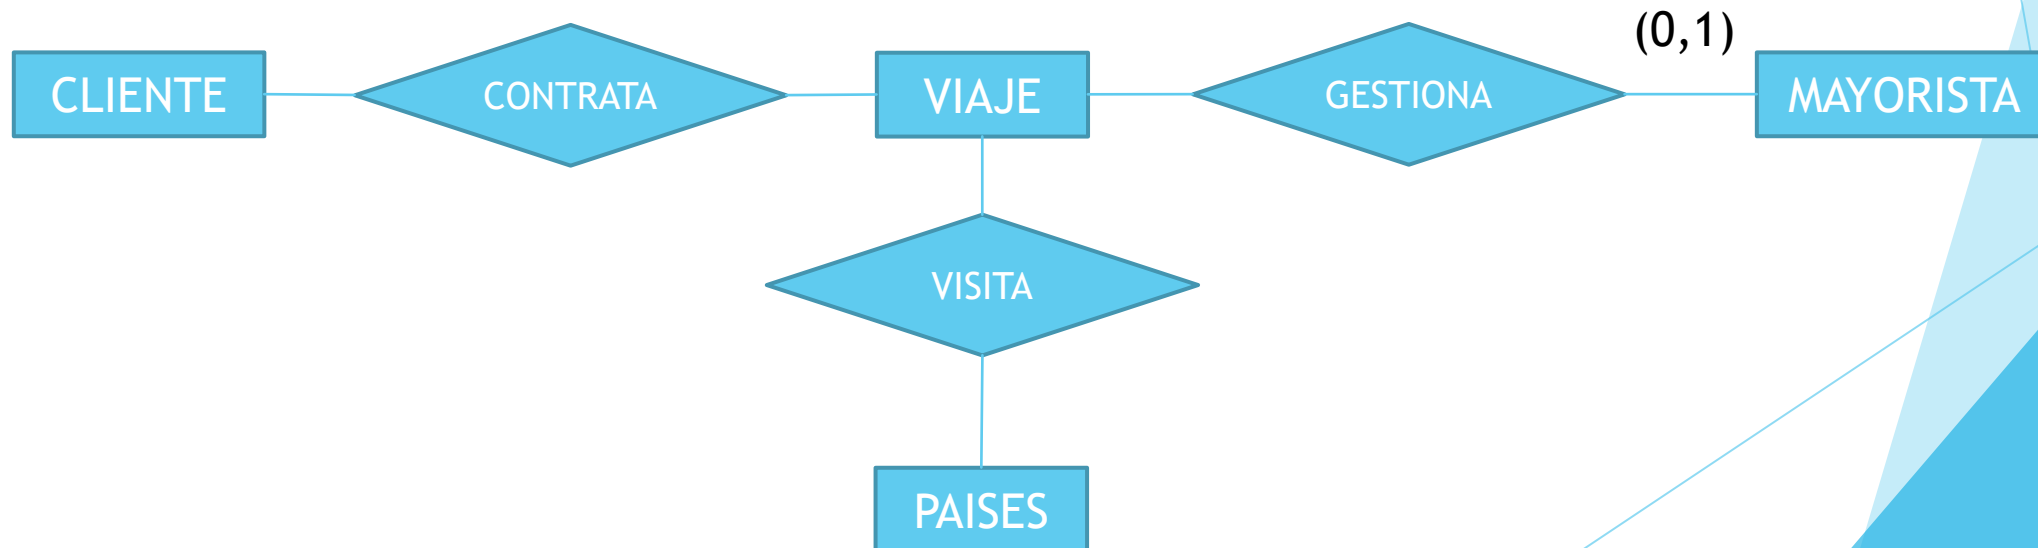 (0,1)
CLIENTE
CONTRATA
VIAJE
GESTIONA
MAYORISTA
VISITA
PAISES